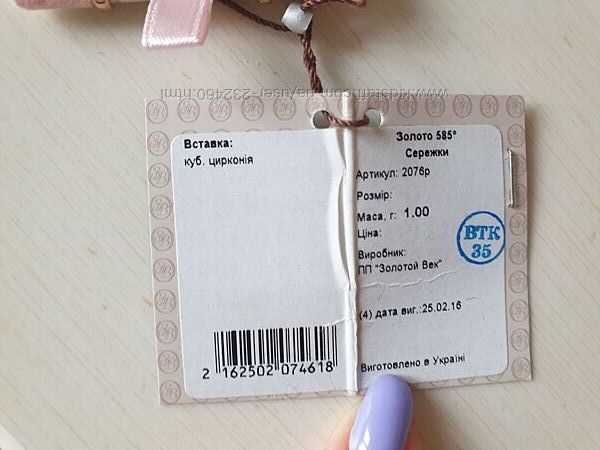 Вставка:
куб. цирконія
2 162502 074618
Золото 585°
Сережки
Артикул: 2076р
Розмір:
Маса, г: 1.00
Ціна:
Виробник:
ПП "Золотой Век"
(4) дата виг.:25.02.16
Виготовлено в Україні
ВТК
35